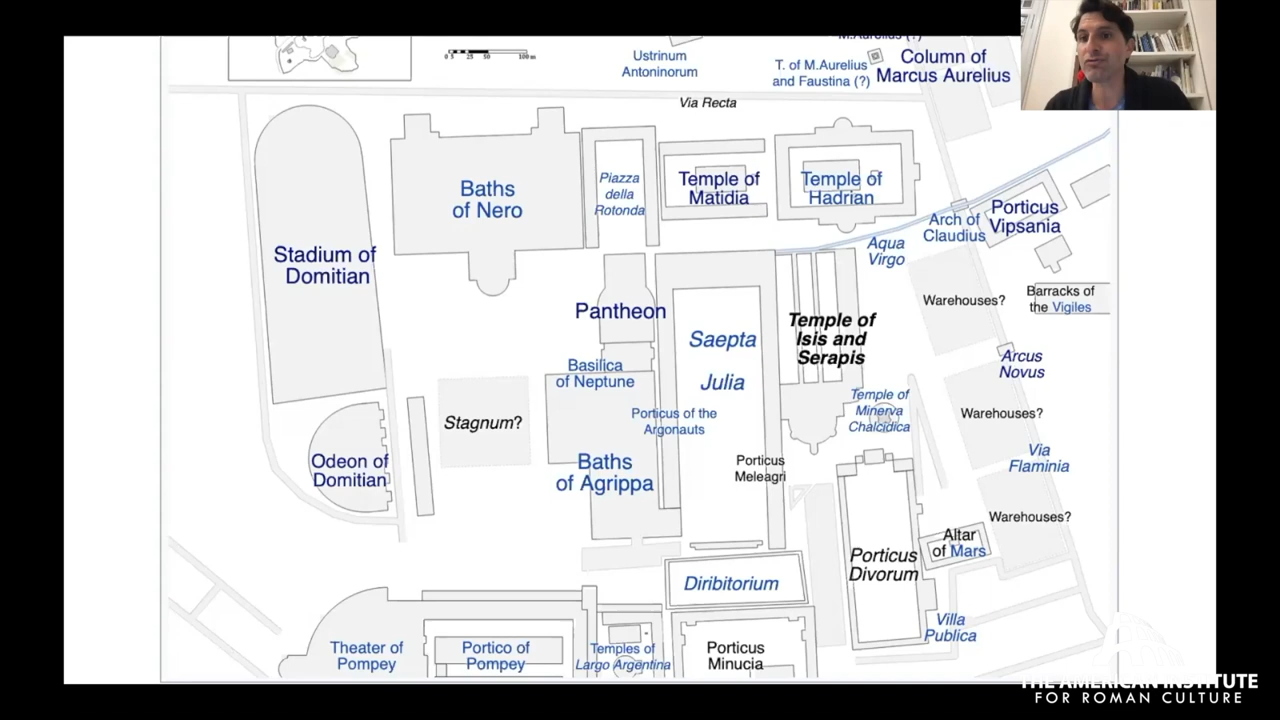 M.Aurelius (?)
Ustrinum
Antoninorum
T. of M.Aurelius
and Faustina (?)
Column of
Marcus Aurelius
0 5 25 50 100 m
Via Recta
Baths
of Nero
Piazza
della
Rotonda
Temple of
Matidia
Temple of
Hadrian
Arch of
Claudius
Porticus
Vipsania
Aqua
Virgo
Stadium of
Domitian
Pantheon
Saepta
Julia
Temple of
Isis and
Serapis
Warehouses?
Barracks of
the Vigiles
Arcus
Novus
Basilica
of Neptune
Porticus of the
Argonauts
Temple of
Minerva
Chalcidica
Stagnum?
Warehouses?
Odeon of
Domitian
Baths
of Agrippa
Porticus
Meleagri
Via
Flaminia
Warehouses?
Altar
of Mars
Porticus
Divorum
Diribitorium
Villa
Publica
Theater of
Pompey
Portico of
Pompey
Temples of
Largo Argentina
Porticus
Minucia
THE AMERICAN INSTITUTE
FOR ROMAN CULTURE